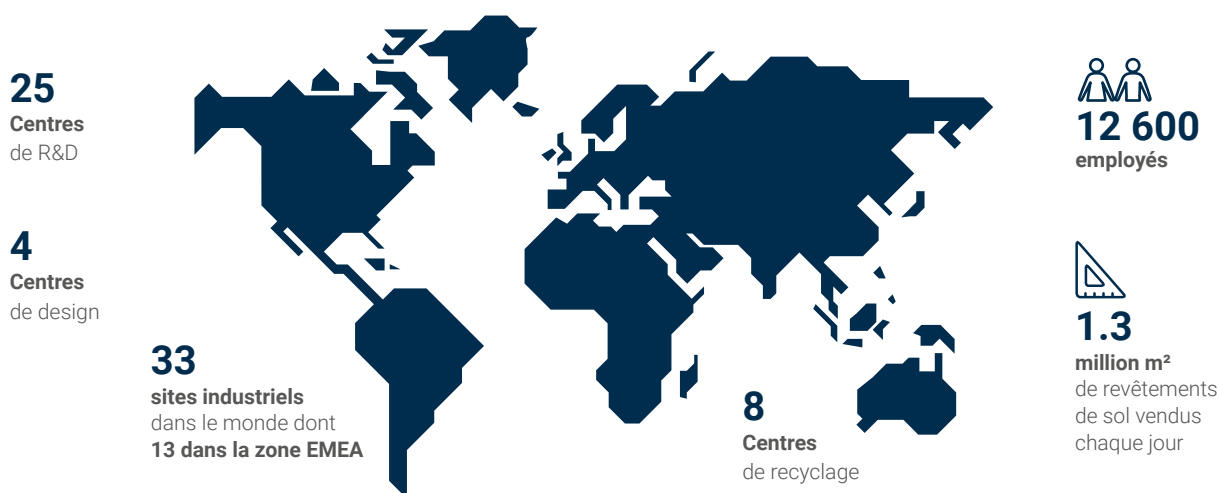 25
Centres
de R&D
4
Centres
de design
33
sites industriels
dans le monde dont
13 dans la zone EMEA
8
Centres
de recyclage
12 600
employés
1.3
million m²
de revêtements
de sol vendus
chaque jour